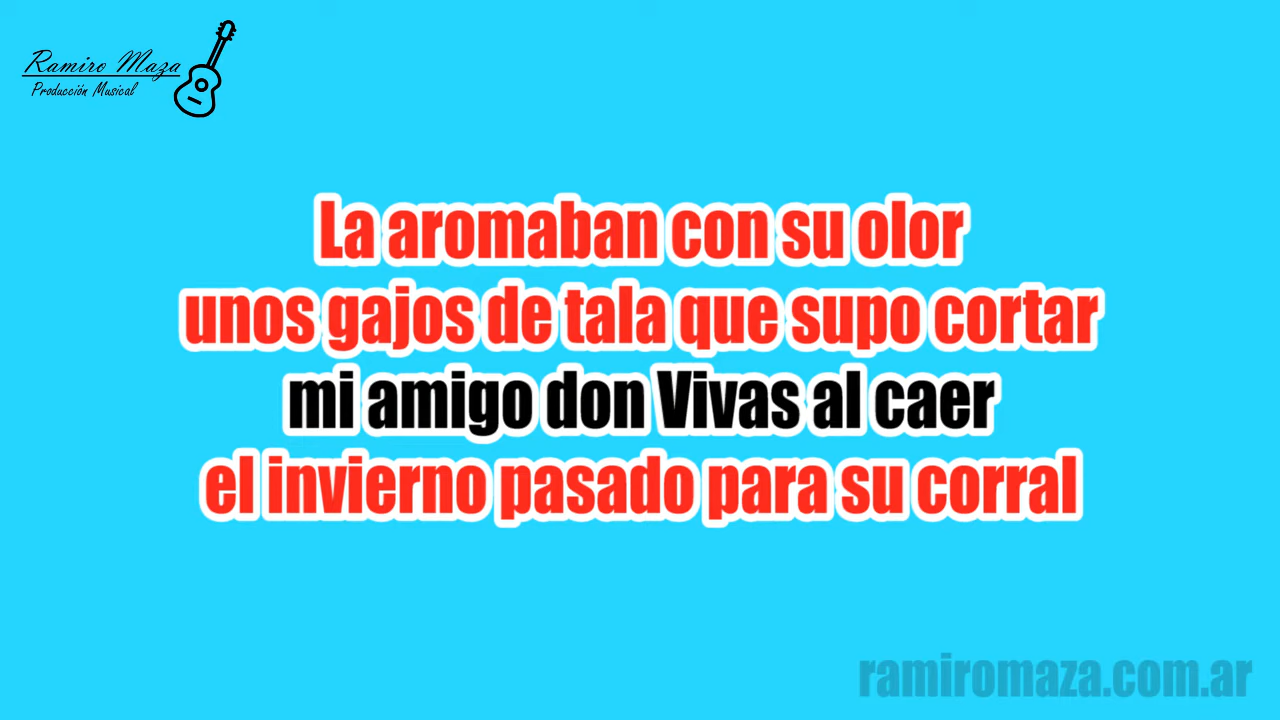 Ramiro Maza
Producción Musical
La aromaban con su olor
unos gajos de tala que supo cortar
mi amigo don Vivas al caer
el invierno pasado para su corral
ramiromaza.com.ar